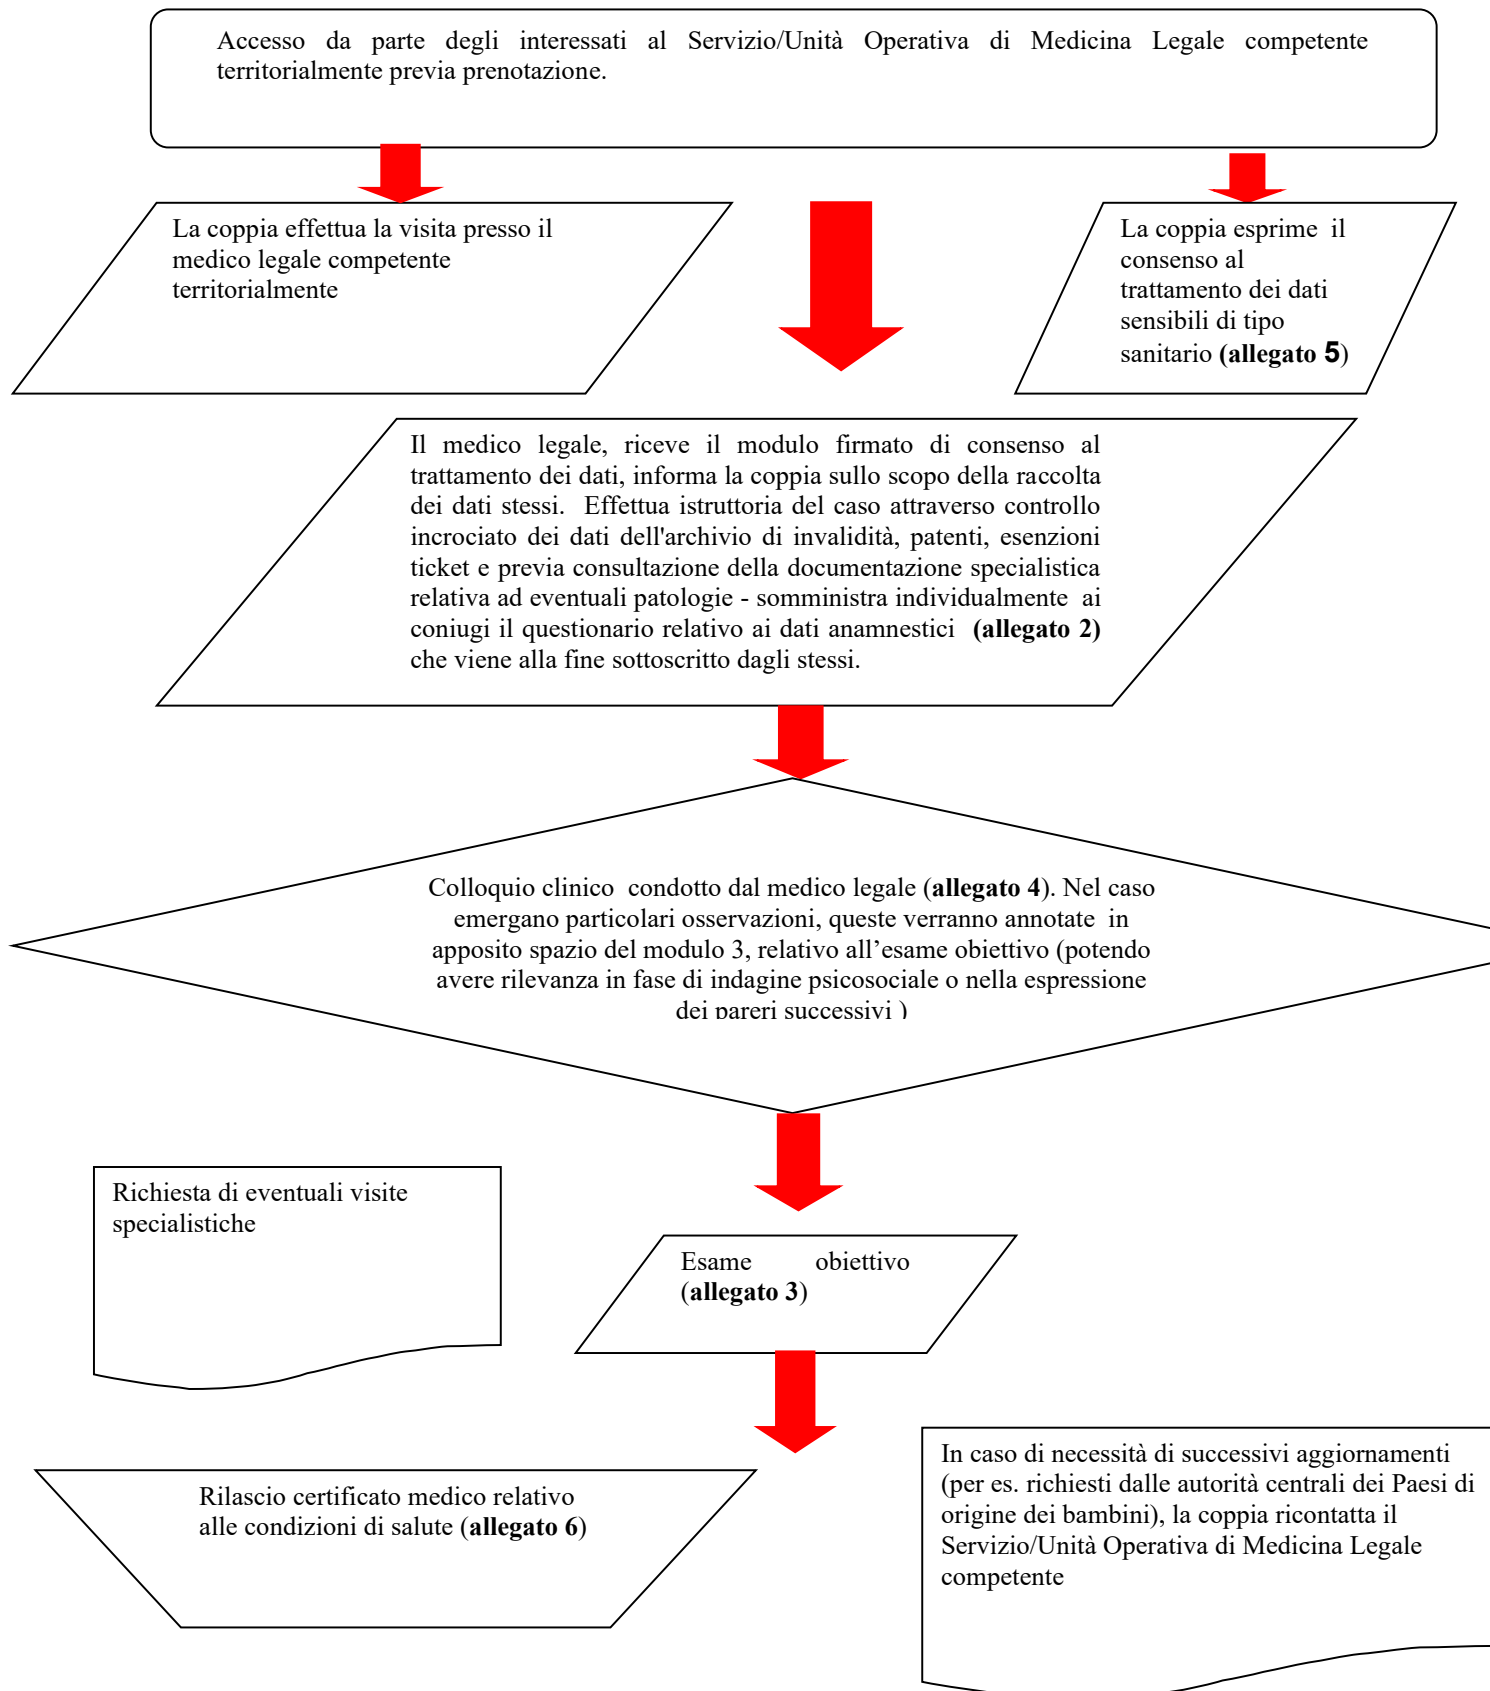 Accesso da parte degli interessati al Servizio/Unità Operativa di Medicina Legale competente
territorialmente previa prenotazione.
La coppia effettua la visita presso il
medico legale competente
territorialmente
La coppia esprime il
consenso al
trattamento dei dati
sensibili di tipo
sanitario (allegato 5)
Il medico legale, riceve il modulo firmato di consenso al
trattamento dei dati, informa la coppia sullo scopo della raccolta
dei dati stessi. Effettua istruttoria del caso attraverso controllo
incrociato dei dati dell'archivio di invalidità, patenti, esenzioni
ticket e previa consultazione della documentazione specialistica
relativa ad eventuali patologie - somministra individualmente ai
coniugi il questionario relativo ai dati anamnestici (allegato 2)
che viene alla fine sottoscritto dagli stessi.
Colloquio clinico condotto dal medico legale (allegato 4). Nel caso
emergano particolari osservazioni, queste verranno annotate in
apposito spazio del modulo 3, relativo all’esame obiettivo (potendo
avere rilevanza in fase di indagine psicosociale o nella espressione
dei pareri successivi )
Richiesta di eventuali visite
specialistiche
Esame obiettivo
(allegato 3)
Rilascio certificato medico relativo
alle condizioni di salute (allegato 6)
In caso di necessità di successivi aggiornamenti
(per es. richiesti dalle autorità centrali dei Paesi di
origine dei bambini), la coppia ricontatta il
Servizio/Unità Operativa di Medicina Legale
competente